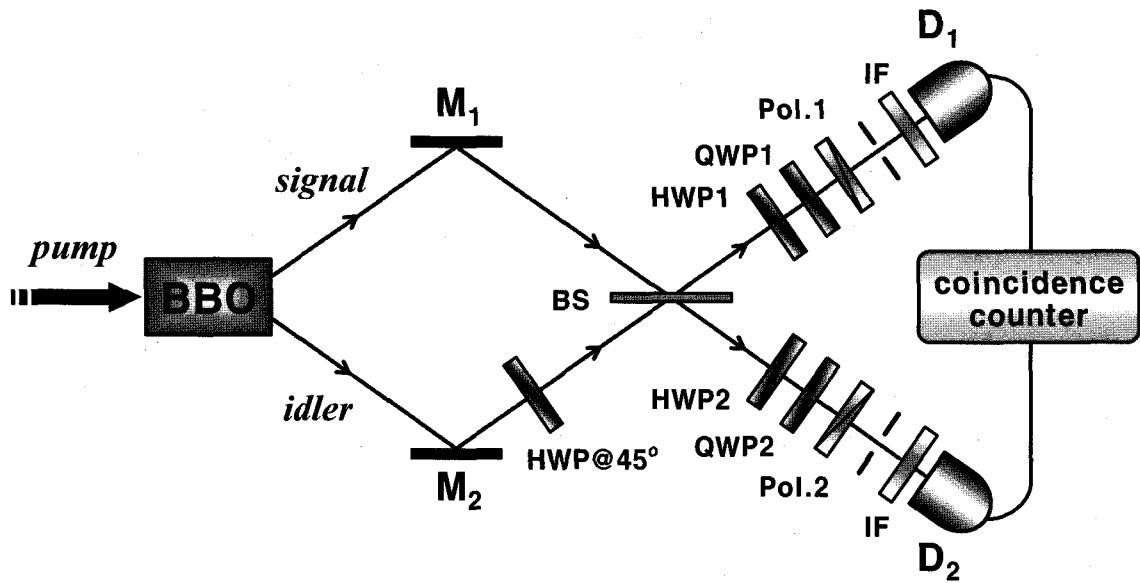 D1
IF
M1
Pol.1
QWP1
signal
HWP1
pump
BBO
BS
coincidence
counter
idler
HWP2
HWP@45°
QWP2
M2
Pol.2
IF
D2